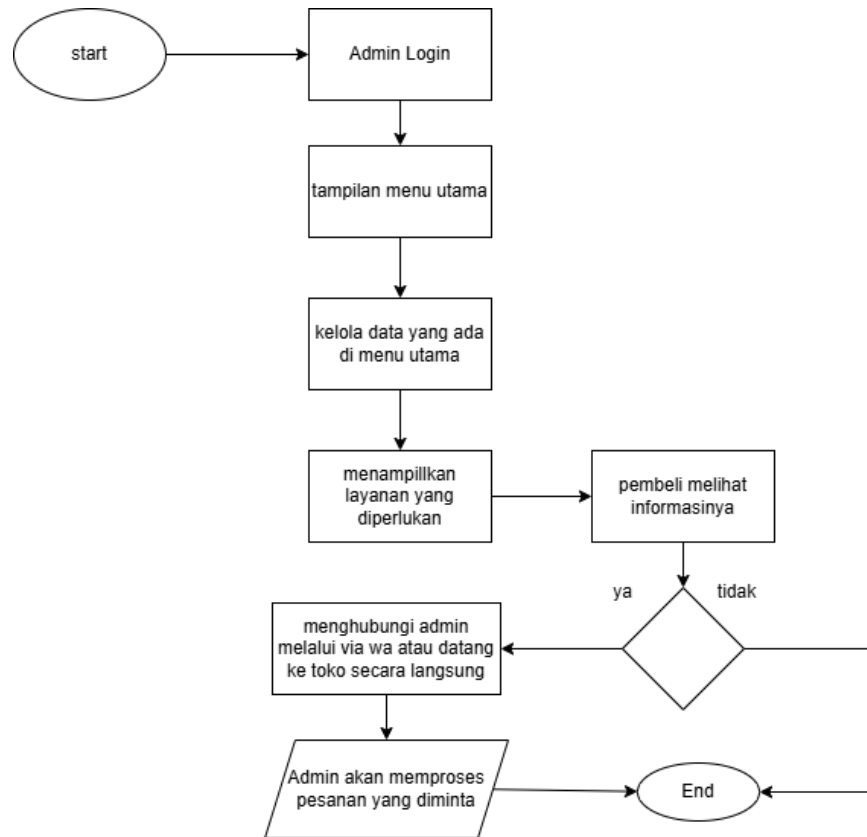 start
Admin Login
tampilan menu utama
kelola data yang ada
di menu utama
menampillkan
layanan yang
diperlukan
pembeli melihat
informasinya
ya
tidak
menghubungi admin
melalui via wa atau datang
ke toko secara langsung
Admin akan memproses
pesanan yang diminta
End